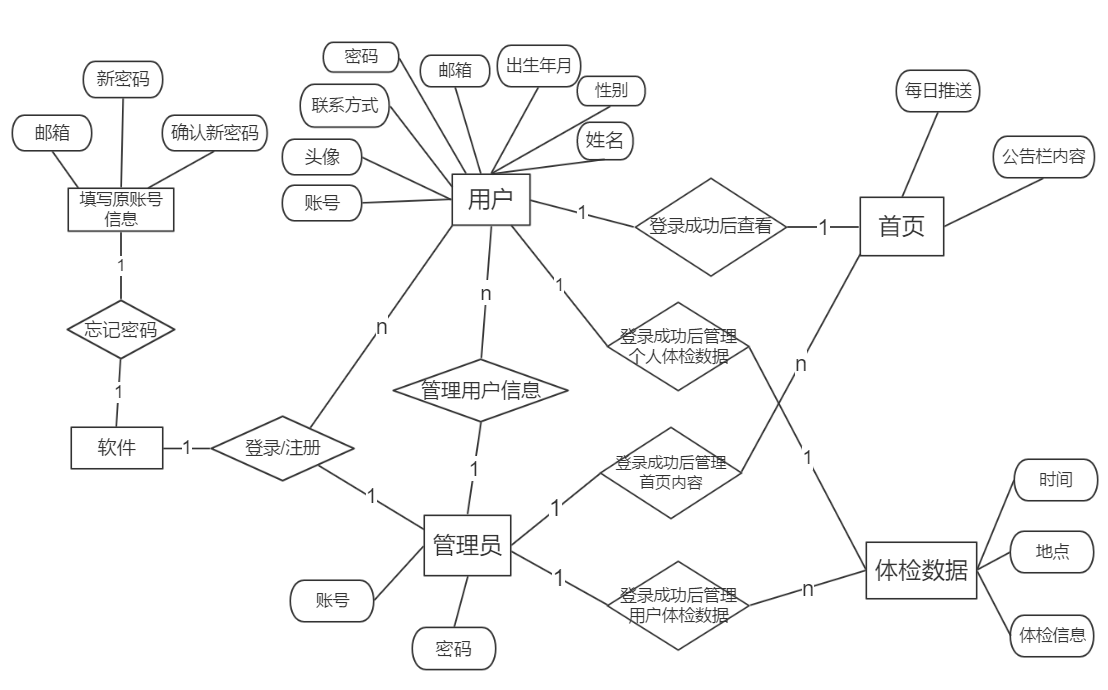 密码
邮箱
出生年月
性别
姓名
联系方式
头像
账号
新密码
邮箱
确认新密码
每日推送
公告栏内容
填写原账号
信息
用户
1
登录成功后查看
1
首页
1
忘记密码
1
软件
1
登录/注册
n
1
n
管理用户信息
1
1
登录成功后管理
个人体检数据
1
n
登录成功后管理
首页内容
1
管理员
1
登录成功后管理
用户体检数据
n
体检数据
账号
密码
时间
地点
体检信息